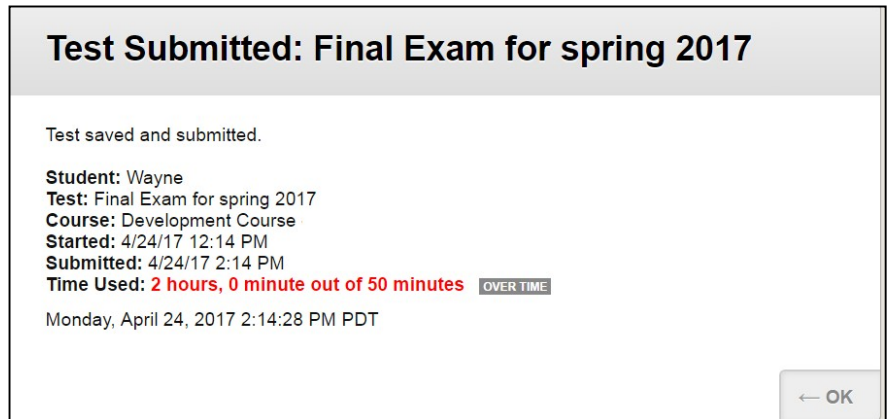 Test Submitted: Final Exam for spring 2017
Test saved and submitted.
Student: Wayne
Test: Final Exam for spring 2017
Course: Development Course
Started: 4/24/17 12:14 PM
Submitted: 4/24/17 2:14 PM
Time Used: 2 hours, 0 minute out of 50 minutes OVER TIME
Monday, April 24, 2017 2:14:28 PM PDT
← OK